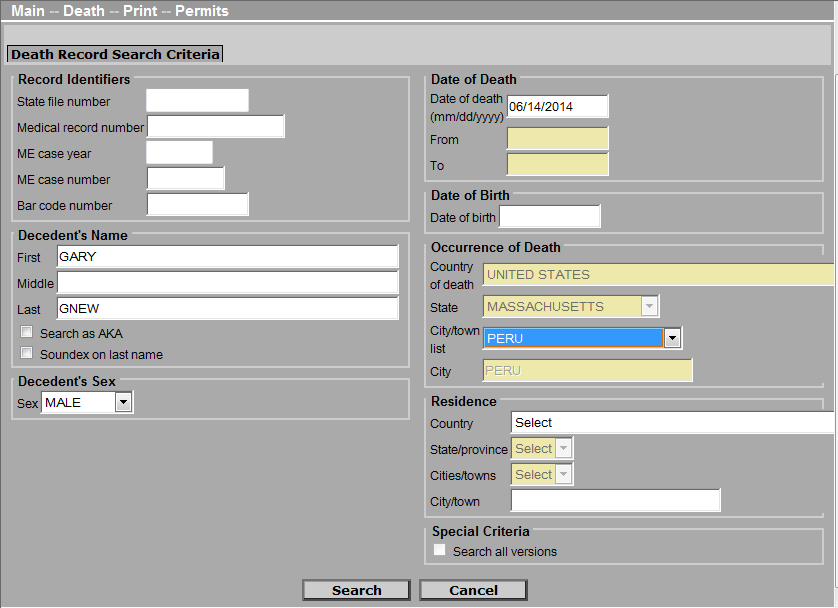 Main -- Death -- Print -- Permits
Death Record Search Criteria
Record Identifiers
State file number
Medical record number
ME case year
ME case number
Bar code number
Decedent's Name
First GARY
Middle
Last GNEW
Search as AKA
Soundex on last name
Decedent's Sex
Sex MALE
Date of Death
Date of death
(mm/dd/yyyy) 06/14/2014
From
To
Date of Birth
Date of birth
Occurrence of Death
Country
of death UNITED STATES
State MASSACHUSETTS
City/town
list PERU
City PERU
Residence
Country Select
State/province Select
Cities/towns Select
City/town
Special Criteria
Search all versions
Search Cancel